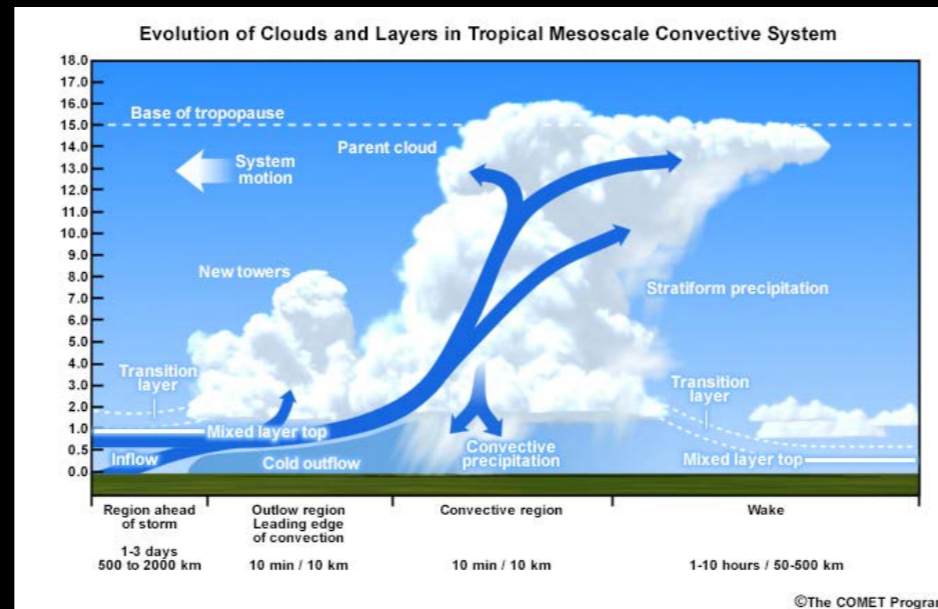 Evolution of Clouds and Layers in Tropical Mesoscale Convective System
18.0
17.0
16.0
15.0
14.0
13.0
12.0
11.0
10.0
9.0
8.0
7.0
6.0
5.0
4.0
3.0
2.0
1.0
0.5
0.0
Base of tropopause
Parent cloud
System
motion
New towers
Stratiform precipitation
Transition
layer
Transition
layer
Mixed layer top
Inflow
Cold outflow
Convective
precipitation
Mixed layer top
Region ahead
of storm
1-3 days
500 to 2000 km
Outlow region
Leading edge
of convection
10 min / 10 km
Convective region
10 min / 10 km
Wake
1-10 hours / 50-500 km
©The COMET Progran